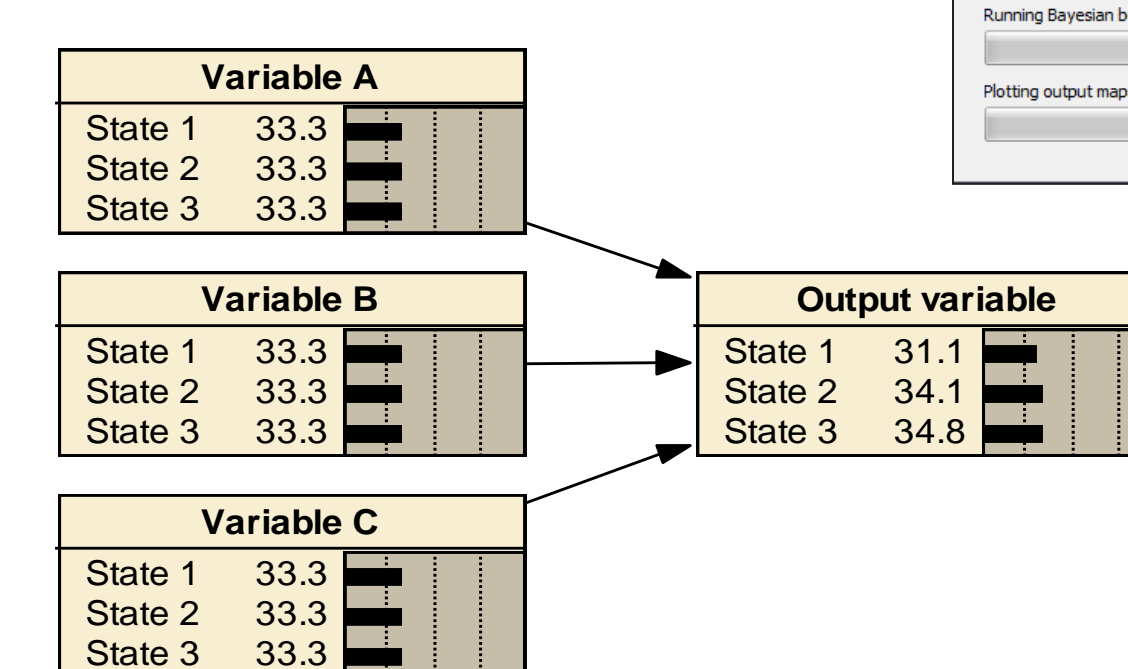 Running Bayesian b
Plotting output map
Variable A
State 1 33.3
State 2 33.3
State 3 33.3
Variable B
State 1 33.3
State 2 33.3
State 3 33.3
Output variable
State 1 31.1
State 2 34.1
State 3 34.8
Variable C
State 1 33.3
State 2 33.3
State 3 33.3